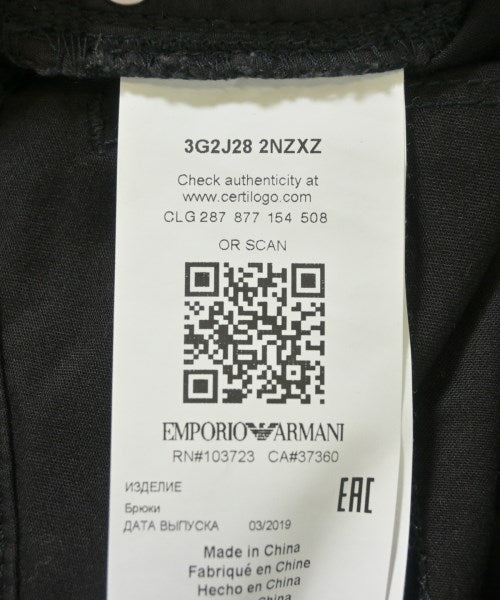 3G2J28 2NZXZ
Check authenticity at
www.certilogo.com
CLG 287 877 154 508
OR SCAN
EMPORIO ARMANI
RN#103723 CA#37360
ИЗДЕЛИЕ
EAC
Брюки
ДАТА ВЫПУСКА 03/2019
Made in China
Fabriqué en Chine
Hecho en China